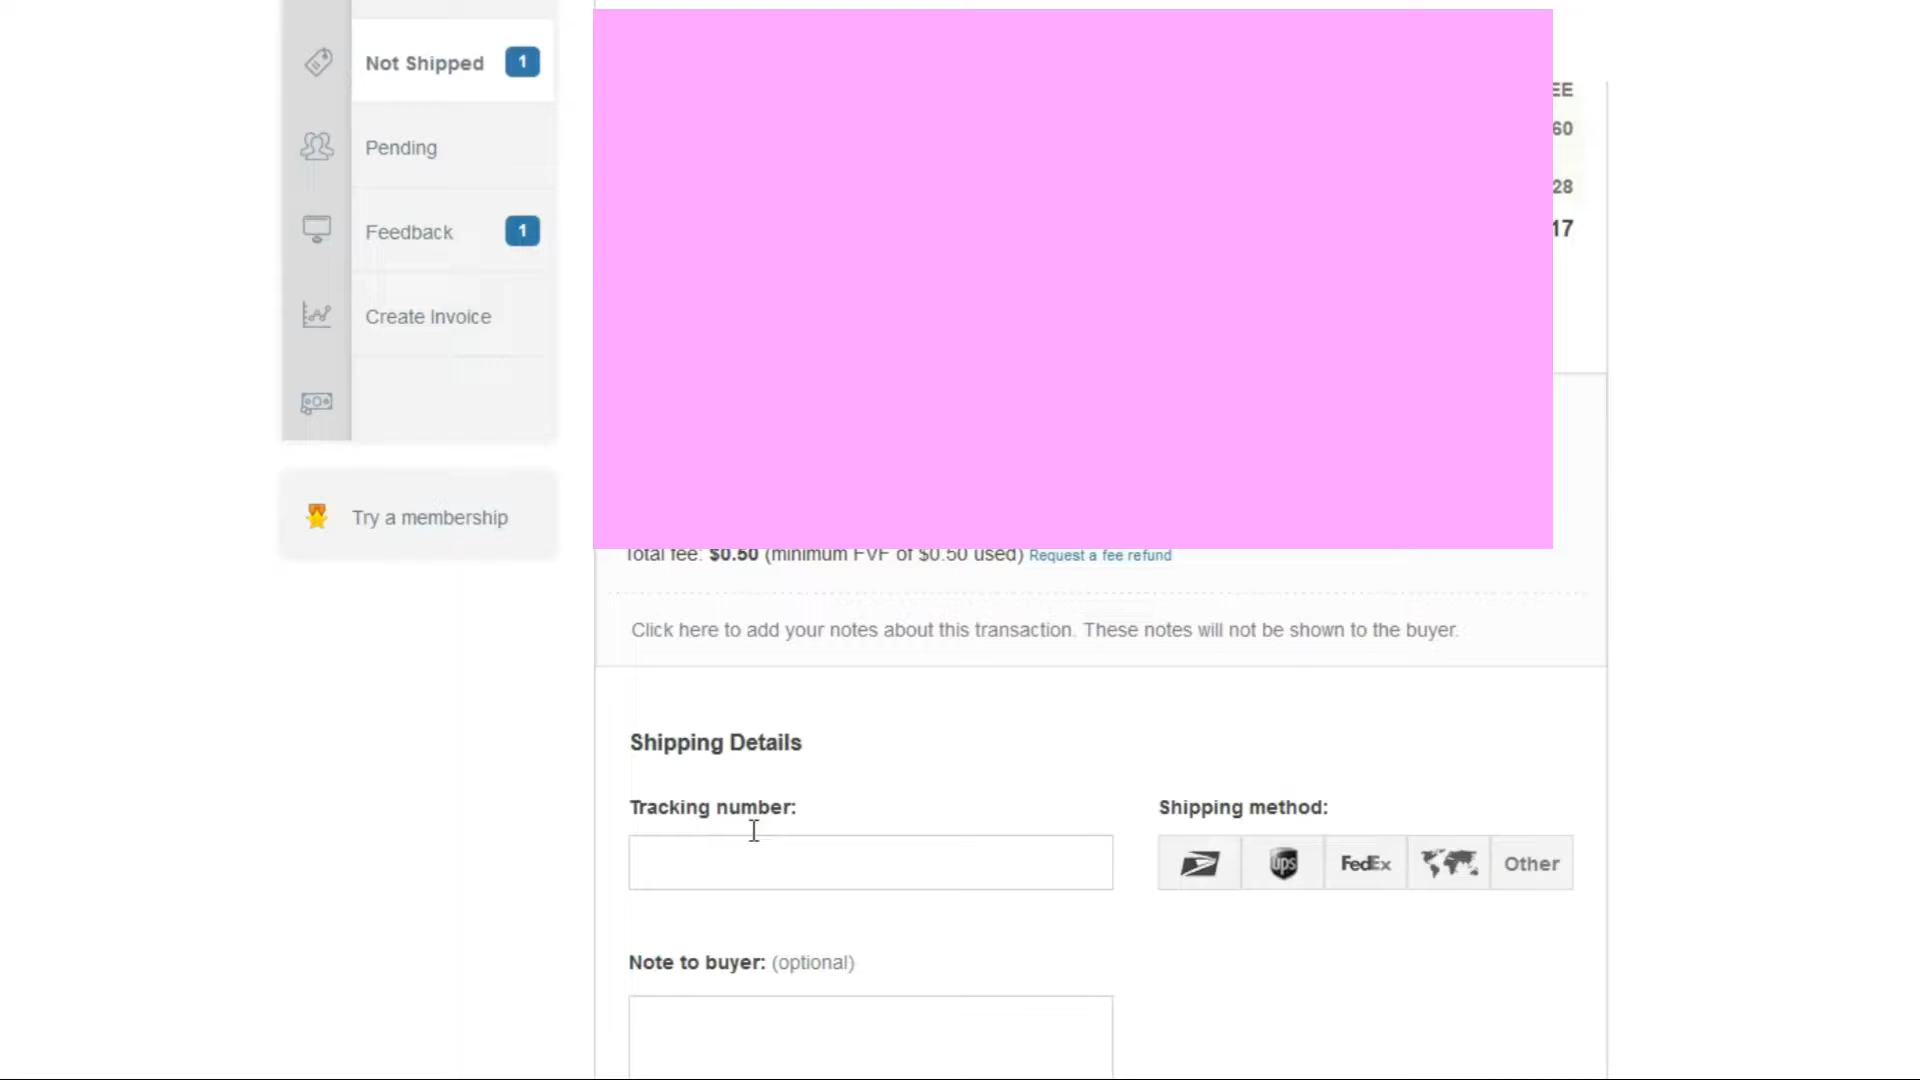 Not Shipped 1
Pending
Feedback 1
Create Invoice
Try a membership
60
28
17
Total fee: $0.50 (minimum FVF of $0.50 used) Request a fee refund
Click here to add your notes about this transaction. These notes will not be shown to the buyer.
Shipping Details
Tracking number:
Shipping method:
ups FedEx Other
Note to buyer: (optional)